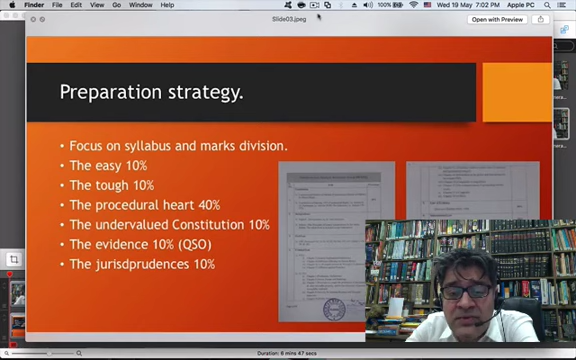 Finder File Edit View Go Window Help
100% Wed 19 May 7:02 PM Apple PC
Slide03.jpeg
Open with Preview
Preparation strategy.
• Focus on syllabus and marks division.
• The easy 10%
• The tough 10%
• The procedural heart 40%
• The undervalued Constitution 10%
• The evidence 10% (QSO)
• The jurisdprudences 10%
Duration: 6 mins 47 secs